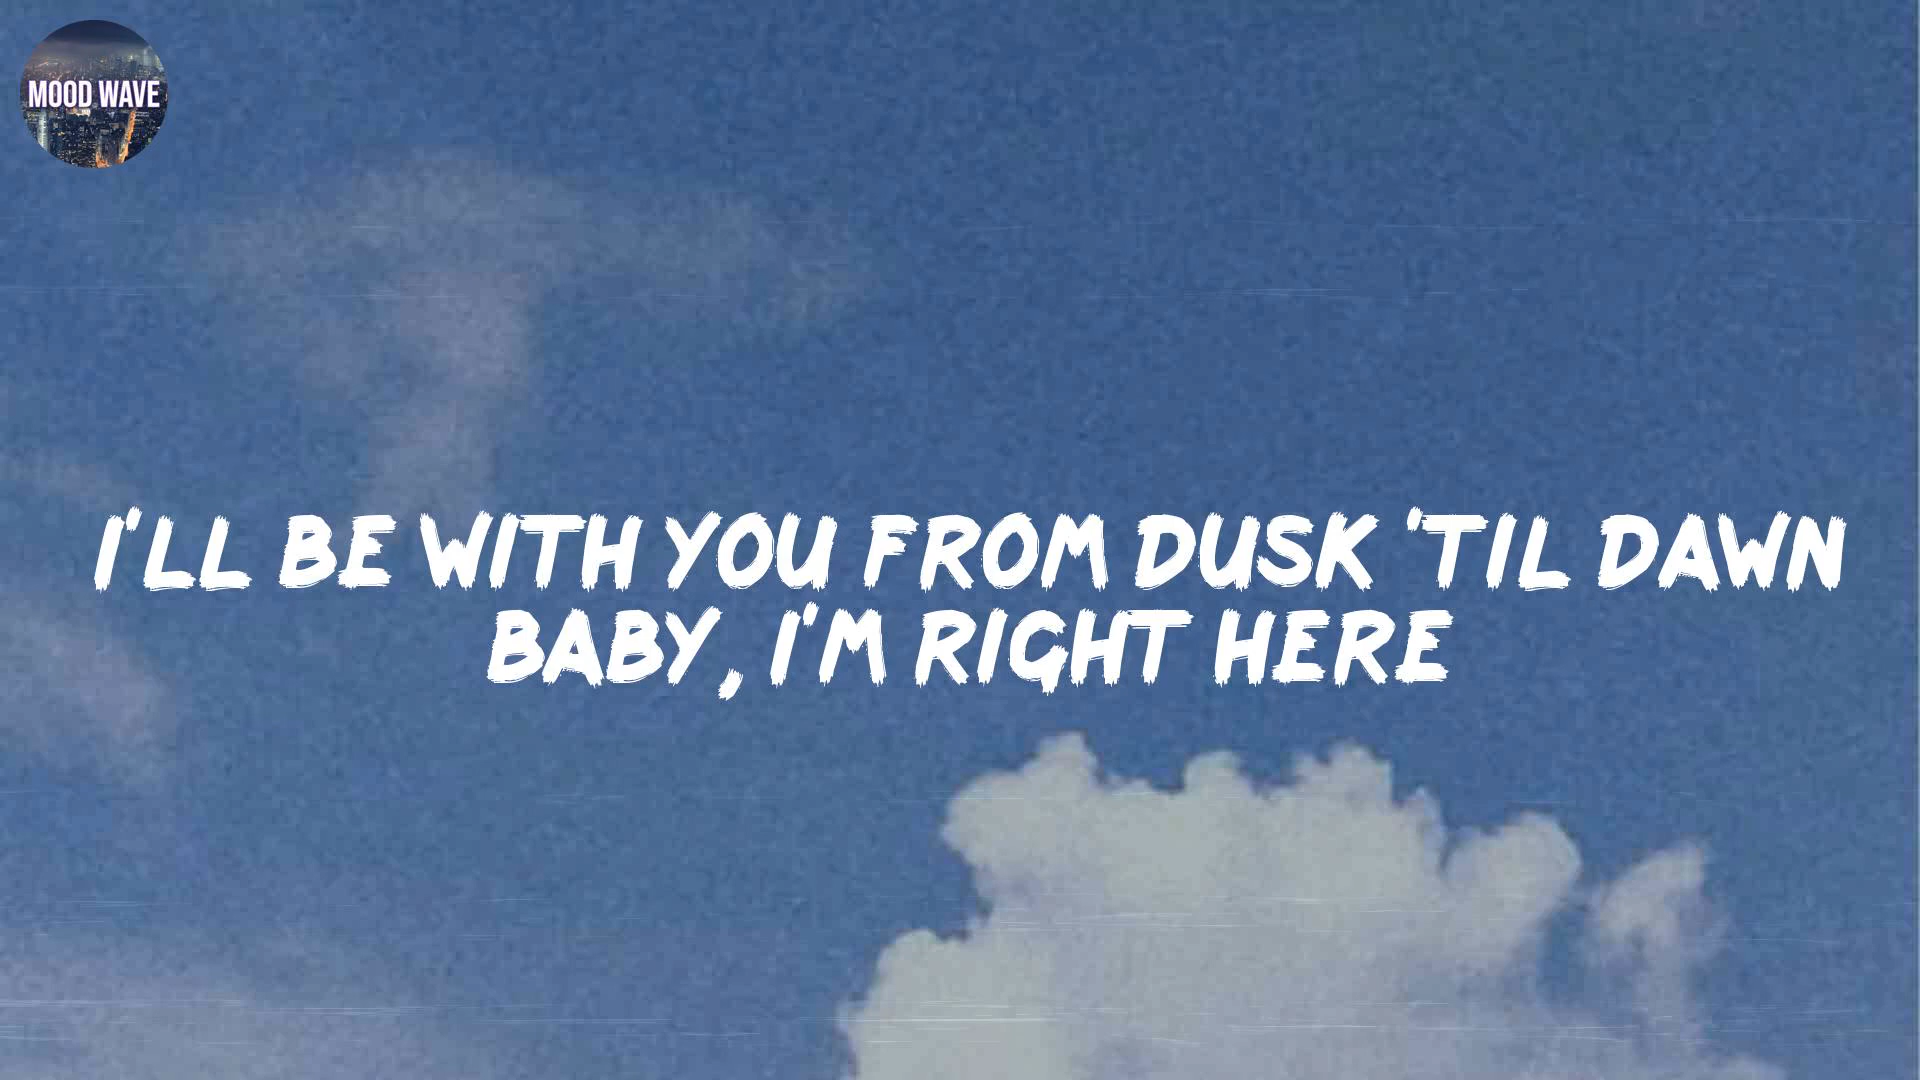 MOOD WAVE
I'LL BE WITH YOU FROM DUSK 'TIL DAWN
BABY, I'M RIGHT HERE